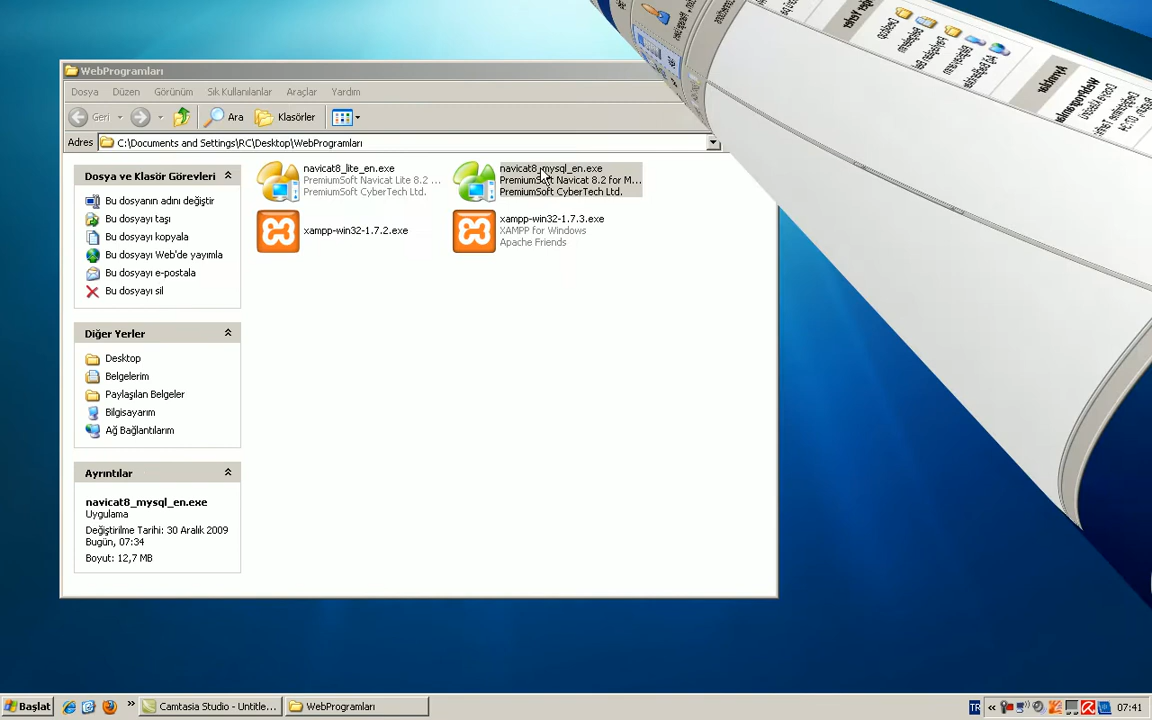 WebProgramları
Dosya Düzen Görünüm Sık Kullanılanlar Araçlar Yardım
Geri Ara Klasörler
Adres C:\Documents and Settings\RC\Desktop\WebProgramları
Dosya ve Klasör Görevleri
Bu dosyanın adını değiştir
Bu dosyayı taşı
Bu dosyayı kopyala
Bu dosyayı Web'de yayımla
Bu dosyayı e-postala
Bu dosyayı sil
Diğer Yerler
Desktop
Belgelerim
Paylaşılan Belgeler
Bilgisayarım
Ağ Bağlantılarım
Ayrıntılar
navicat8_mysql_en.exe
Uygulama
Değiştirilme Tarihi: 30 Aralık 2009
Bugün, 07:34
Boyut: 12,7 MB
navicat8_lite_en.exe
PremiumSoft Navicat Lite 8.2 ...
PremiumSoft CyberTech Ltd.
navicat8_mysql_en.exe
PremiumSoft Navicat 8.2 for M...
PremiumSoft CyberTech Ltd.
xampp-win32-1.7.2.exe
xampp-win32-1.7.3.exe
XAMPP for Windows
Apache Friends
Başlat
Camtasia Studio - Untitle...
WebProgramları
TR
07:41